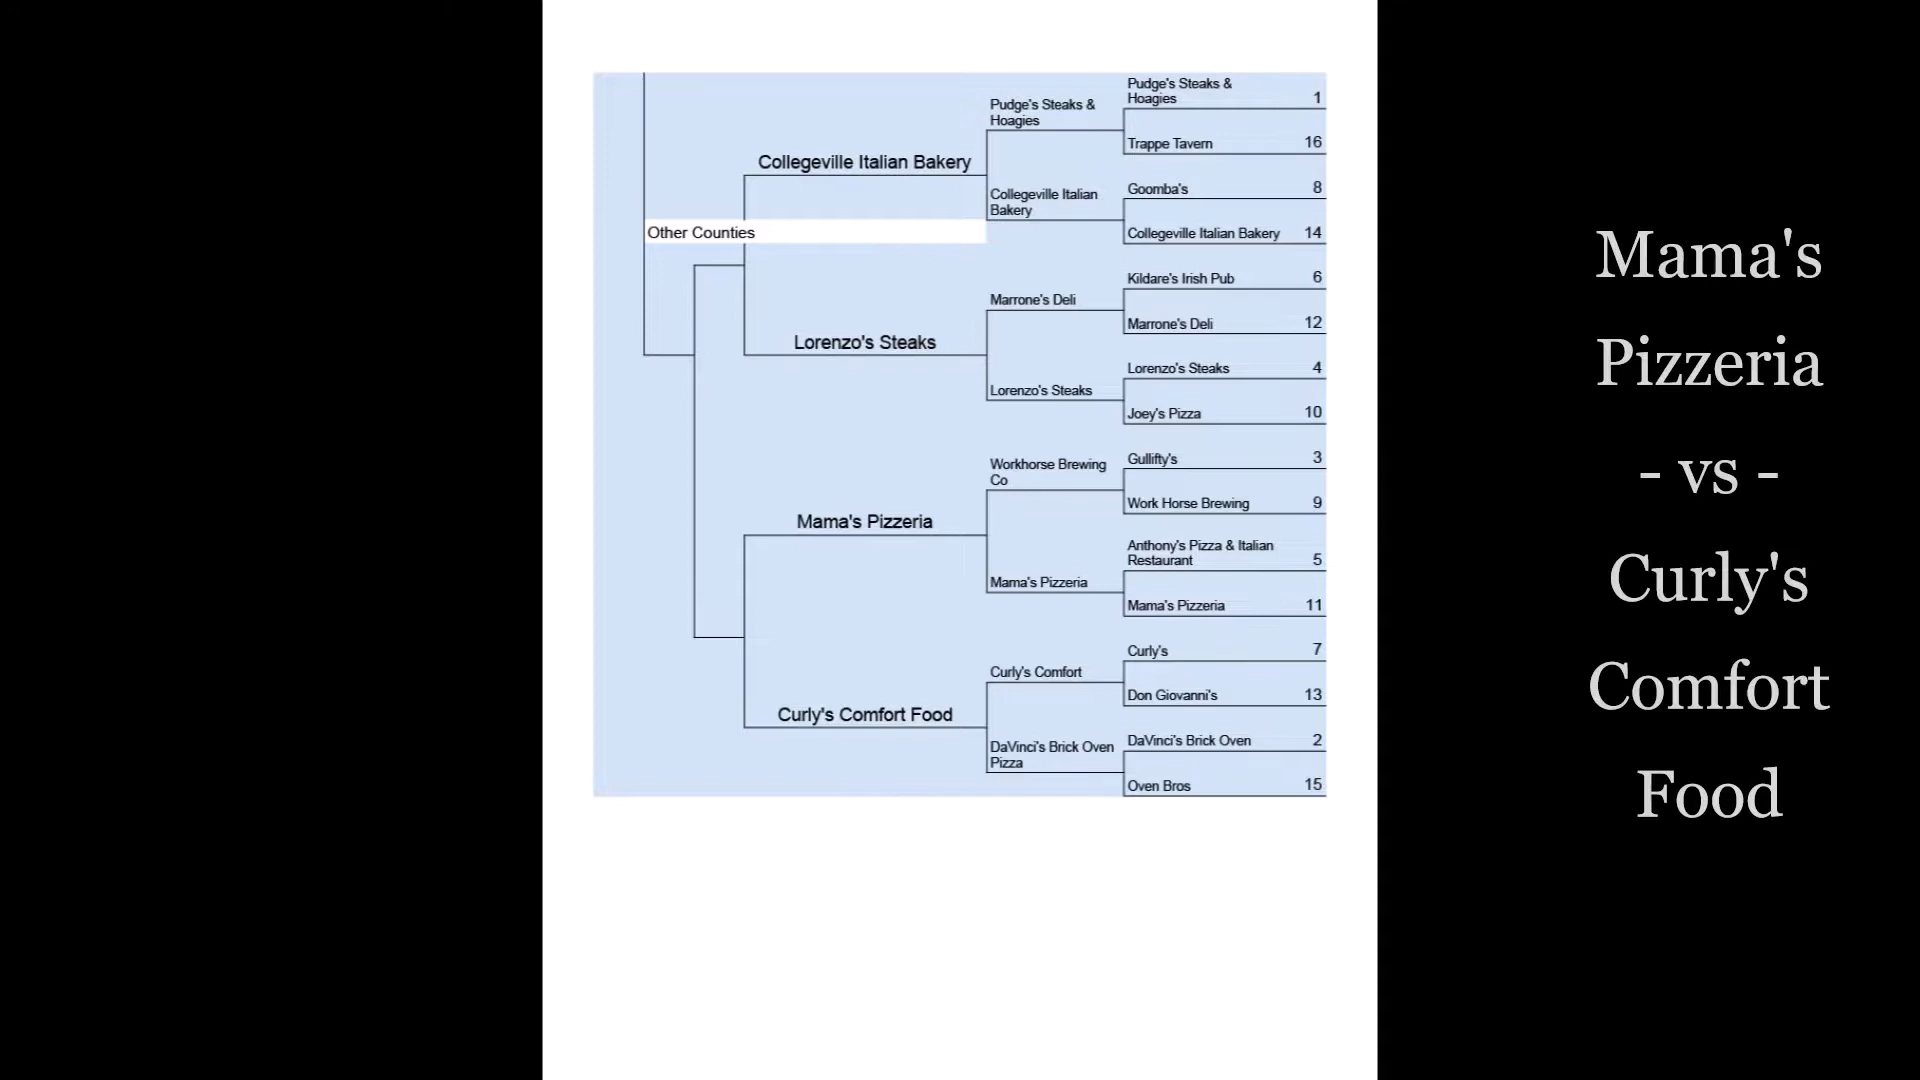 Pudge's Steaks &
Hoagies 1
Pudge's Steaks &
Hoagies
Trappe Tavern 16
Collegeville Italian Bakery
Goomba's 8
Collegeville Italian
Bakery
Other Counties
Collegeville Italian Bakery 14
Kildare's Irish Pub 6
Marrone's Deli
Marrone's Deli 12
Lorenzo's Steaks
Lorenzo's Steaks 4
Lorenzo's Steaks
Joey's Pizza 10
Gullifty's 3
Workhorse Brewing
Co
Work Horse Brewing 9
Mama's Pizzeria
Anthony's Pizza & Italian
Restaurant 5
Mama's Pizzeria
Mama's Pizzeria 11
Curly's 7
Curly's Comfort
Don Giovanni's 13
Curly's Comfort Food
DaVinci's Brick Oven 2
DaVinci's Brick Oven
Pizza
Oven Bros 15
Mama's
Pizzeria
- vs -
Curly's
Comfort
Food